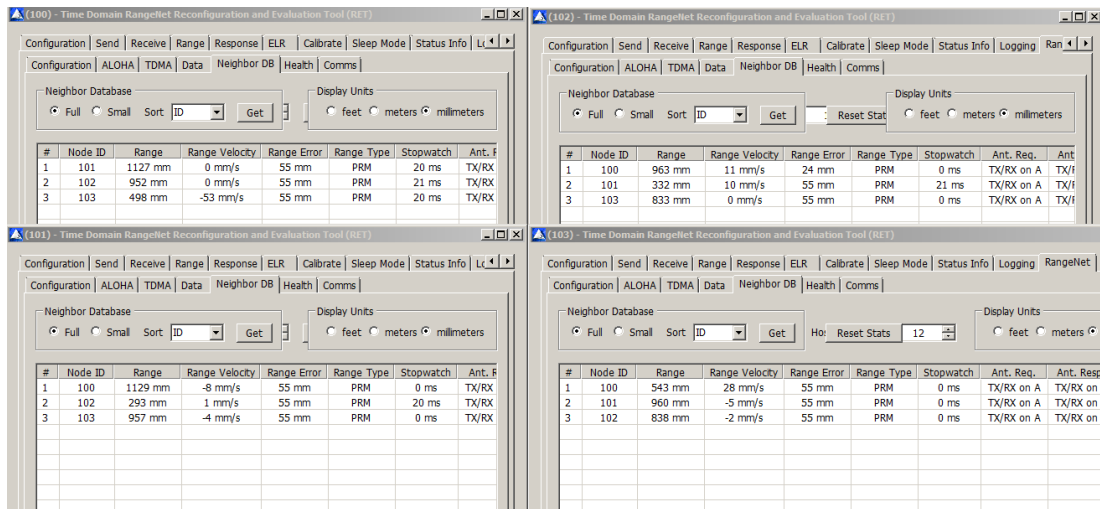 (100) - Time Domain RangeNet Reconfiguration and Evaluation Tool (RET)
Configuration Send Receive Range Response ELR Calibrate Sleep Mode Status Info
Configuration ALOHA TDMA Data Neighbor DB Health Comms
Neighbor Database Display Units
Full Small Sort ID Get feet meters milimeters
# Node ID Range Range Velocity Range Error Range Type Stopwatch Ant.
1 101 1127 mm 0 mm/s 55 mm PRM 20 ms TX/RX
2 102 952 mm 0 mm/s 55 mm PRM 21 ms TX/RX
3 103 498 mm -53 mm/s 55 mm PRM 20 ms TX/RX
(102) - Time Domain RangeNet Reconfiguration and Evaluation Tool (RET)
Configuration Send Receive Range Response ELR Calibrate Sleep Mode Status Info Logging Ran
Configuration ALOHA TDMA Data Neighbor DB Health Comms
Neighbor Database Display Units
Full Small Sort ID Get Reset Stat feet meters milimeters
# Node ID Range Range Velocity Range Error Range Type Stopwatch Ant. Req. Ant
1 100 963 mm 11 mm/s 24 mm PRM 0 ms TX/RX on A
2 101 332 mm 10 mm/s 55 mm PRM 21 ms TX/RX on A
3 103 833 mm 0 mm/s 55 mm PRM 0 ms TX/RX on A
(101) - Time Domain RangeNet Reconfiguration and Evaluation Tool (RET)
Configuration Send Receive Range Response ELR Calibrate Sleep Mode Status Info
Configuration ALOHA TDMA Data Neighbor DB Health Comms
Neighbor Database Display Units
Full Small Sort ID Get feet meters milimeters
# Node ID Range Range Velocity Range Error Range Type Stopwatch Ant.
1 100 1129 mm -8 mm/s 55 mm PRM 0 ms TX/RX
2 102 293 mm 1 mm/s 55 mm PRM 20 ms TX/RX
3 103 957 mm -4 mm/s 55 mm PRM 0 ms TX/RX
(103) - Time Domain RangeNet Reconfiguration and Evaluation Tool (RET)
Configuration Send Receive Range Response ELR Calibrate Sleep Mode Status Info Logging RangeNet
Configuration ALOHA TDMA Data Neighbor DB Health Comms
Neighbor Database Display Units
Full Small Sort ID Get Reset Stats 12 feet meters
# Node ID Range Range Velocity Range Error Range Type Stopwatch Ant. Req. Ant. Resp
1 100 543 mm 28 mm/s 55 mm PRM 0 ms TX/RX on A TX/RX on
2 101 960 mm -5 mm/s 55 mm PRM 0 ms TX/RX on A TX/RX on
3 102 838 mm -2 mm/s 55 mm PRM 0 ms TX/RX on A TX/RX on